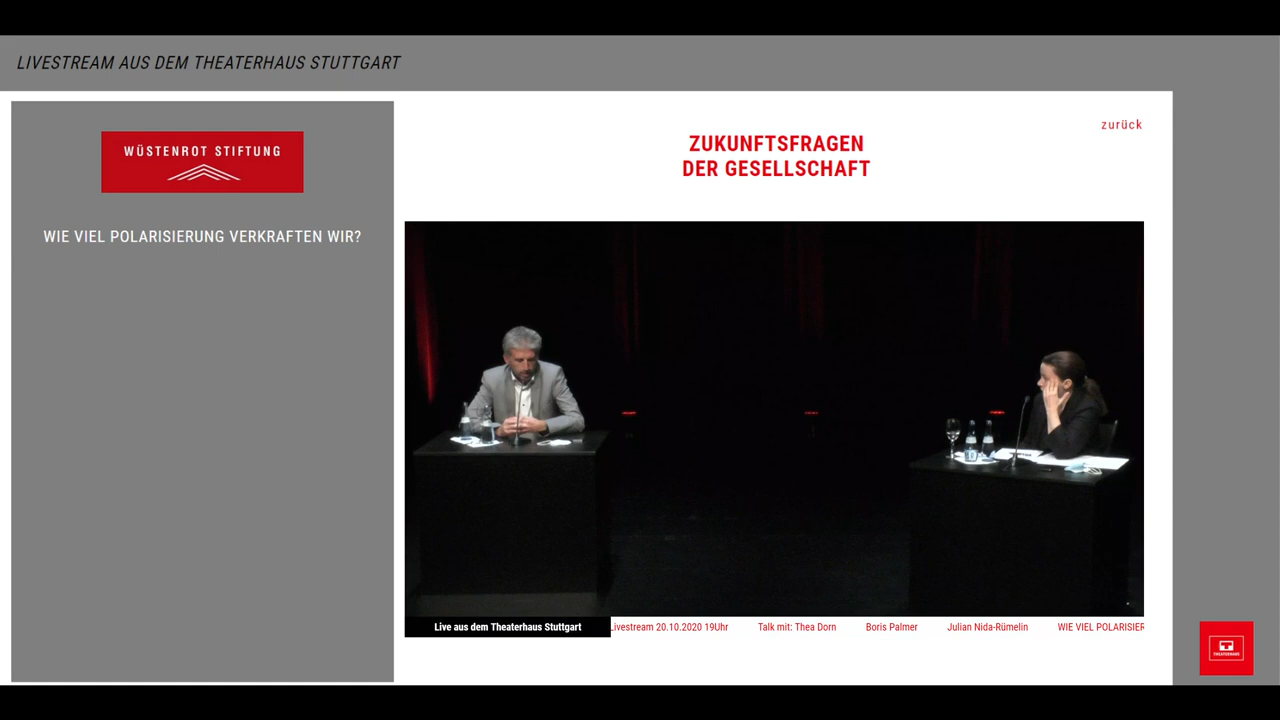 LIVESTREAM AUS DEM THEATERHAUS STUTTGART
WÜSTENROT STIFTUNG
WIE VIEL POLARISIERUNG VERKRAFTEN WIR?
zurück
ZUKUNFTSFRAGEN
DER GESELLSCHAFT
Live aus dem Theaterhaus Stuttgart
Livestream 20.10.2020 19Uhr Talk mit: Thea Dorn Boris Palmer Julian Nida-Rümelin WIE VIEL POLARISIER
THEATERHAUS